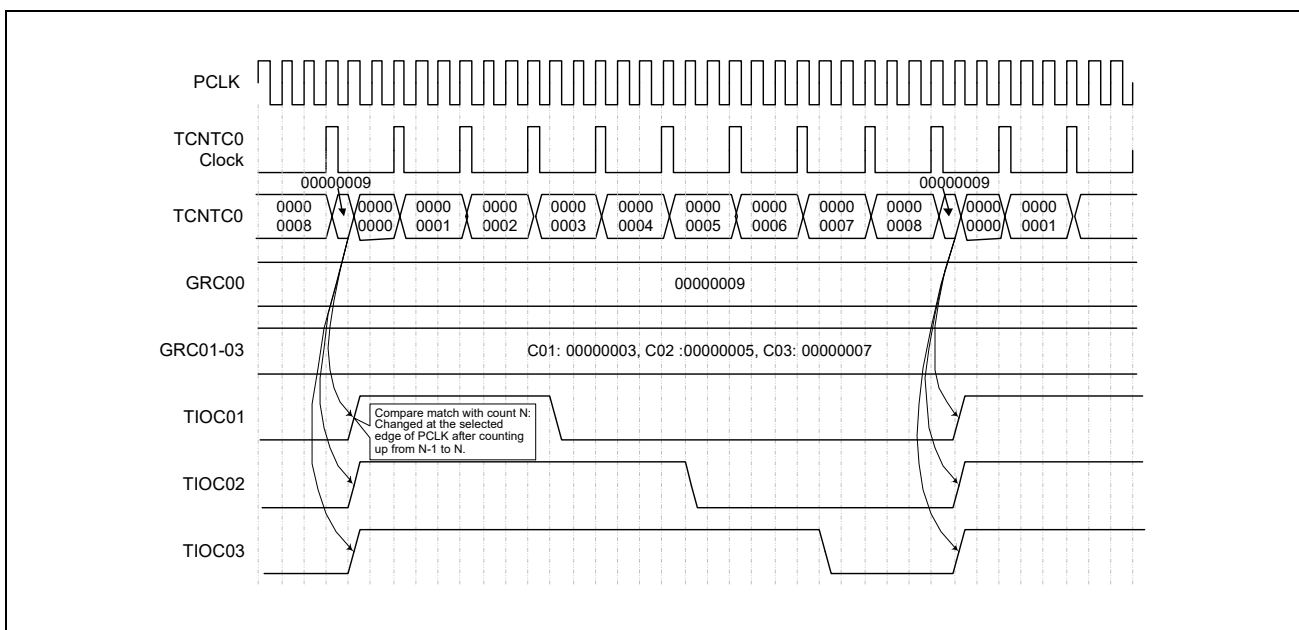 PCLK
TCNTC0
Clock
00000009 00000009
TCNTC0
0000 0000 0000 0000 0000 0000 0000 0000 0000 0000 0000 0000
0008 0000 0001 0002 0003 0004 0005 0006 0007 0008 0000 0001
GRC00
00000009
GRC01-03
C01: 00000003, C02 :00000005, C03: 00000007
TIOC01
Compare match with count N:
Changed at the selected
edge of PCLK after counting
up from N-1 to N.
TIOC02
TIOC03